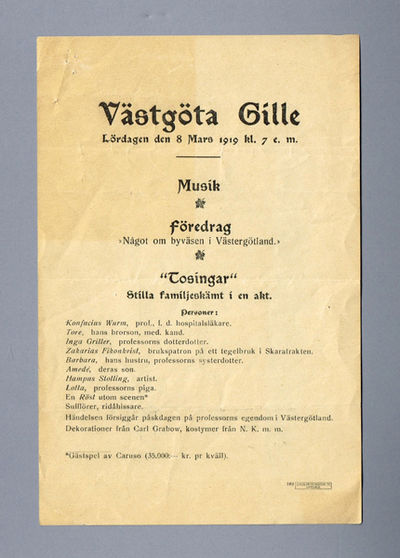 Västgöta Gille
Lördagen den 8 Mars 1919 kl. 7 e. m.
Musik
Föredrag
»Något om byväsen i Västergötland.»
"Tosingar"
Stilla familjeskämt i en akt.
Personer:
Konfucius Wurm, prof., l. d. hospitalsläkare.
Tore, hans brorson, med. kand.
Inga Griller, professorns dotterdotter.
Zakarias Fikonkvist, brukspatron på ett tegelbruk i Skaratrakten.
Barbara, hans hustru, professorns systerdotter.
Amedé, deras son.
Hampus Stolling, artist.
Lotta, professorns piga.
En Röst utom scenen*
Sufflörer, ridåhissare.
Händelsen försiggår påskdagen på professorns egendom i Västergötland.
Dekorationer från Carl Grabow, kostymer från N. K. m. m.
*Gästspel av Caruso (35,000:— kr. pr kväll).